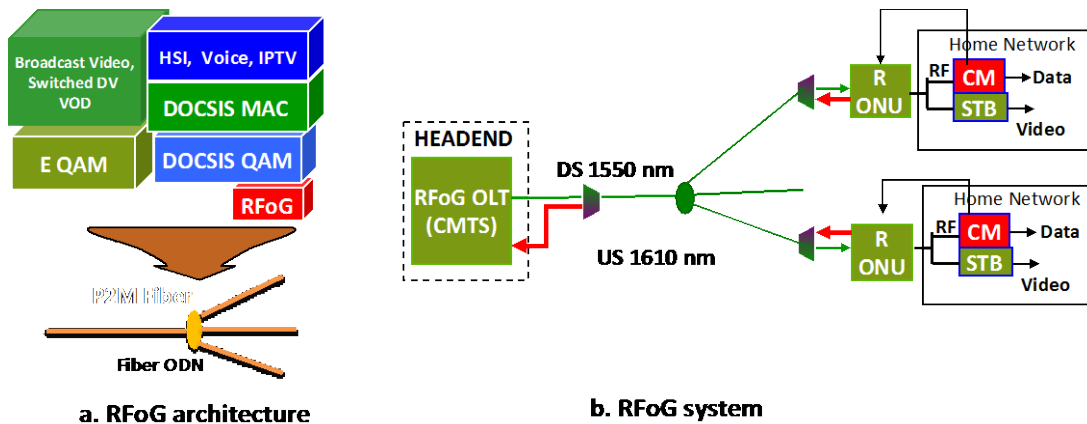 Broadcast Video,
Switched DV
VOD
HSI, Voice, IPTV
DOCSIS MAC
E QAM
DOCSIS QAM
RFoG
P2M Fiber
Fiber ODN
a. RFoG architecture
HEADEND
RFoG OLT
(CMTS)
DS 1550 nm
US 1610 nm
R
ONU
Home Network
RF
CM
STB
Data
Video
R
ONU
Home Network
RF
CM
STB
Data
Video
b. RFoG system